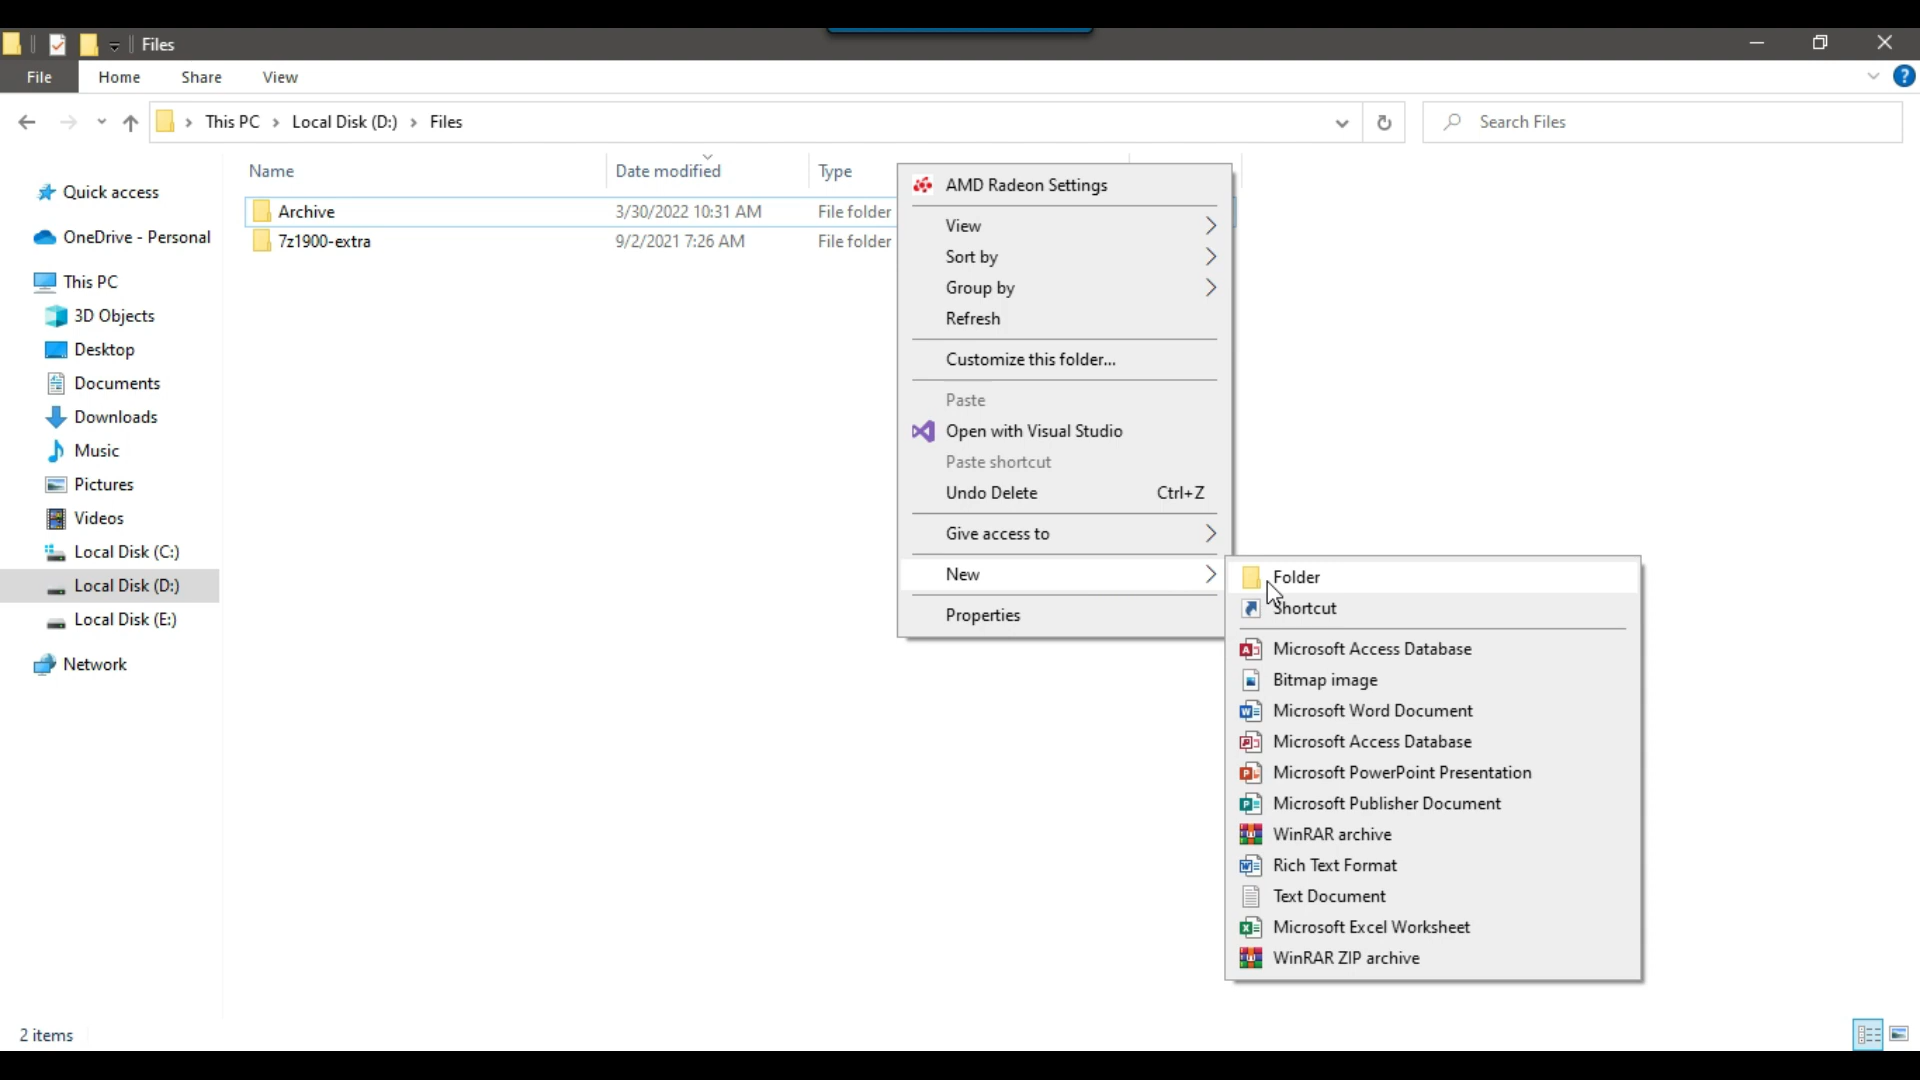 Files
File Home Share View
This PC > Local Disk (D:) > Files
Search Files
Name Date modified Type
Archive 3/30/2022 10:31 AM File folder
7z1900-extra 9/2/2021 7:26 AM File folder
Quick access
OneDrive - Personal
This PC
3D Objects
Desktop
Documents
Downloads
Music
Pictures
Videos
Local Disk (C:)
Local Disk (D:)
Local Disk (E:)
Network
AMD Radeon Settings
View
Sort by
Group by
Refresh
Customize this folder...
Paste
Open with Visual Studio
Paste shortcut
Undo Delete Ctrl+Z
Give access to
New
Properties
Folder
Shortcut
Microsoft Access Database
Bitmap image
Microsoft Word Document
Microsoft Access Database
Microsoft PowerPoint Presentation
Microsoft Publisher Document
WinRAR archive
Rich Text Format
Text Document
Microsoft Excel Worksheet
WinRAR ZIP archive
2 items